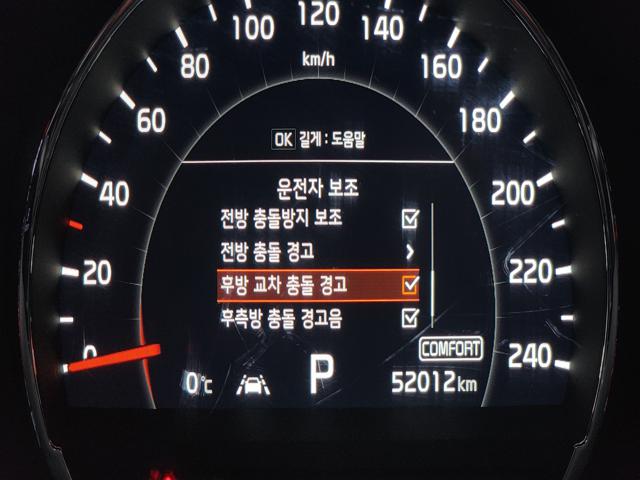 100 120 140
km/h
80 160
60 180
OK 길게 : 도움말
운전자 보조
40 200
전방 충돌방지 보조
전방 충돌 경고
20 220
후방 교차 충돌 경고
후측방 충돌 경고음
0 240
COMFORT
0℃ P 52012 km